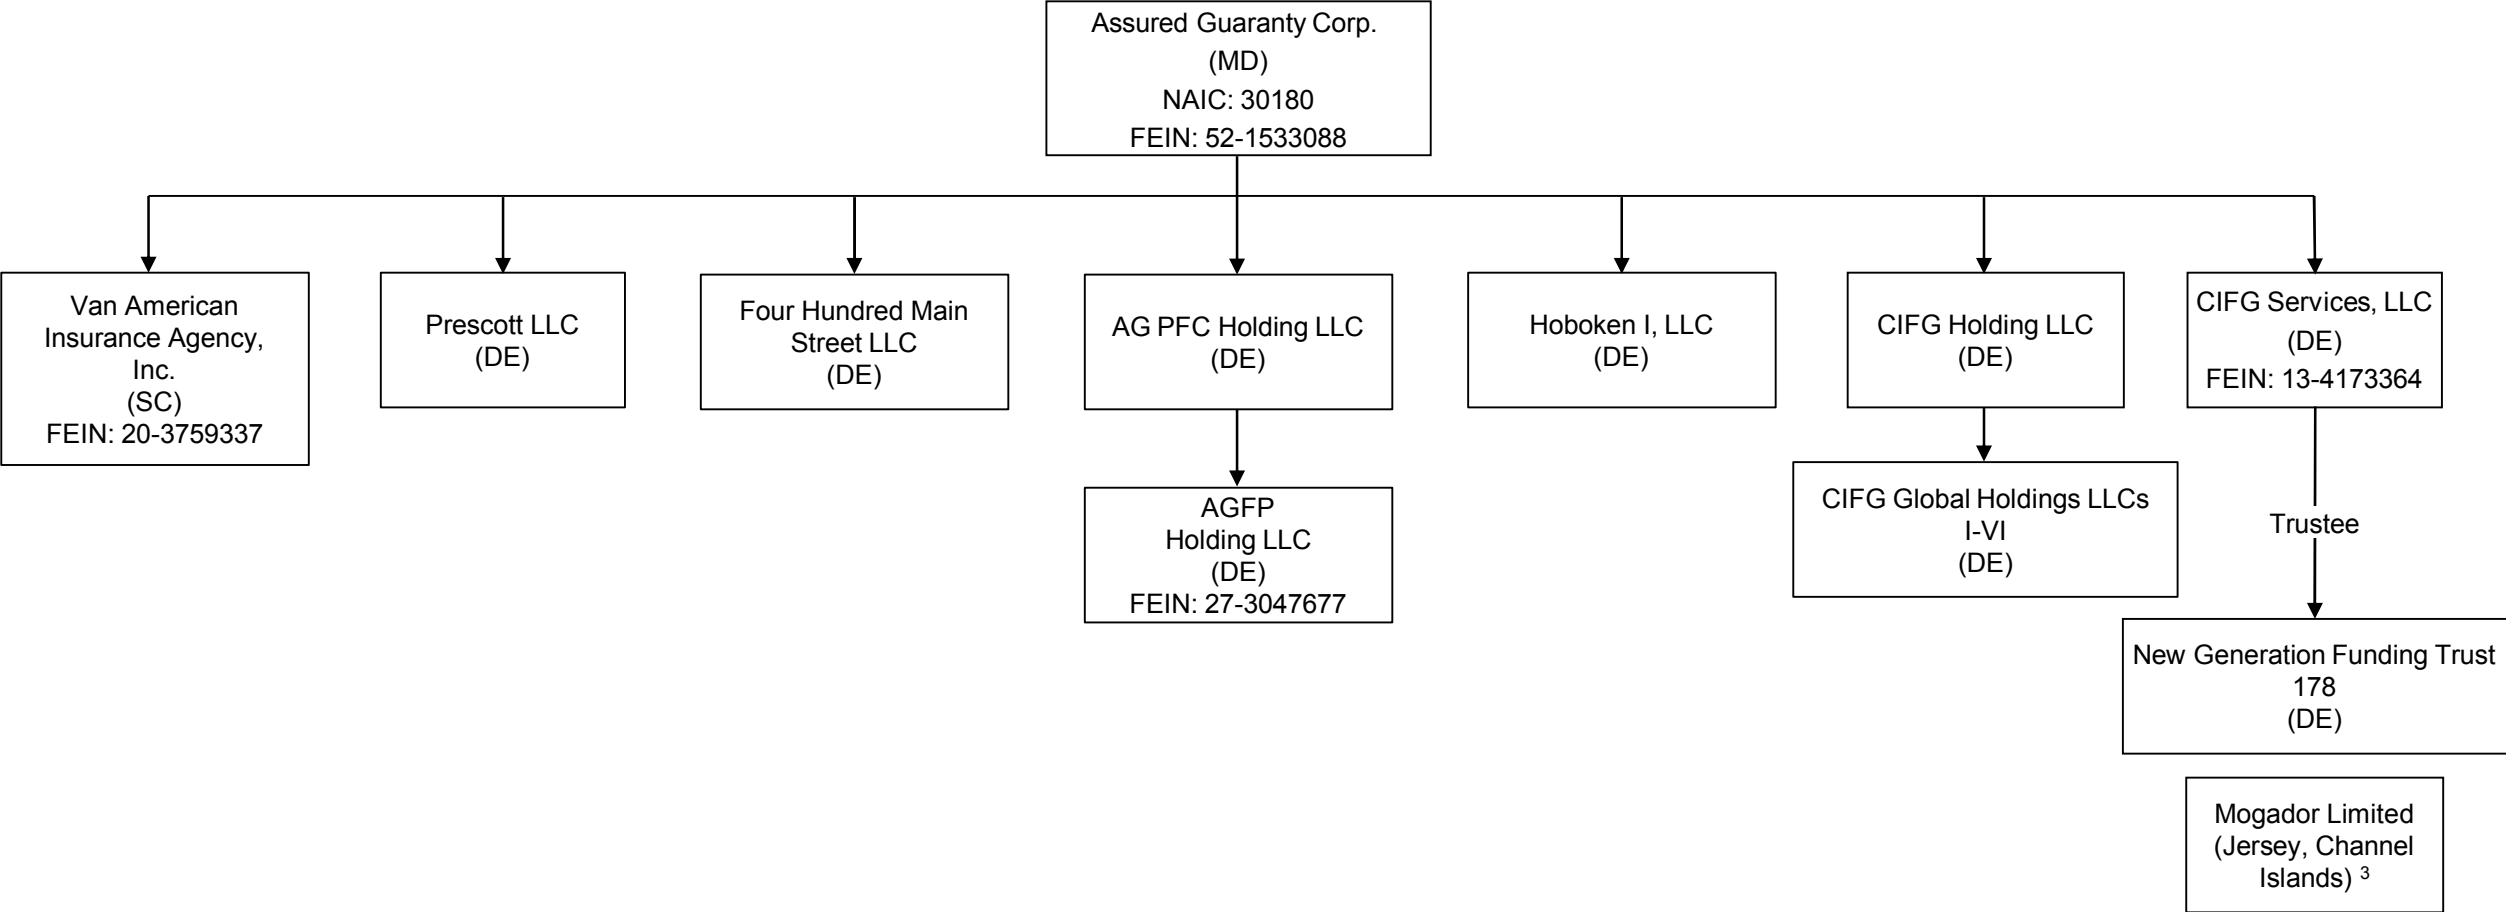 Assured Guaranty Corp.
(MD)
NAIC: 30180
FEIN: 52-1533088
Van American
Insurance Agency,
Inc.
(SC)
FEIN: 20-3759337
Prescott LLC
(DE)
Four Hundred Main
Street LLC
(DE)
AG PFC Holding LLC
(DE)
Hoboken I, LLC
(DE)
CIFG Holding LLC
(DE)
CIFG Services, LLC
(DE)
FEIN: 13-4173364
AGFP
Holding LLC
(DE)
FEIN: 27-3047677
CIFG Global Holdings LLCs
I-VI
(DE)
Trustee
New Generation Funding Trust
178
(DE)
Mogador Limited
(Jersey, Channel
Islands) 3